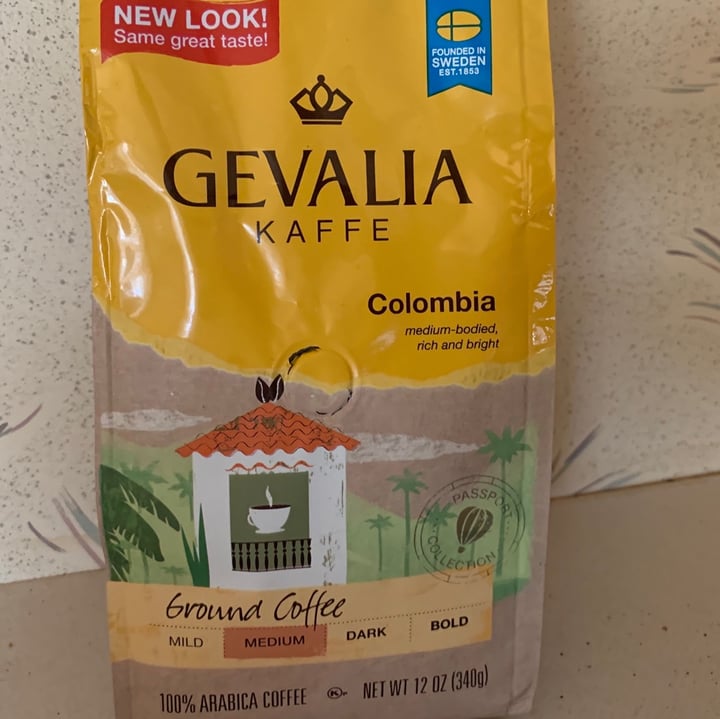 NEW LOOK!
Same great taste!
FOUNDED IN
SWEDEN
EST.1853
GEVALIA
KAFFE
Colombia
medium-bodied,
rich and bright
PASSPORT
COLLECTION
Ground Coffee
MILD MEDIUM DARK BOLD
100% ARABICA COFFEE K P NET WT 12 OZ (340g)